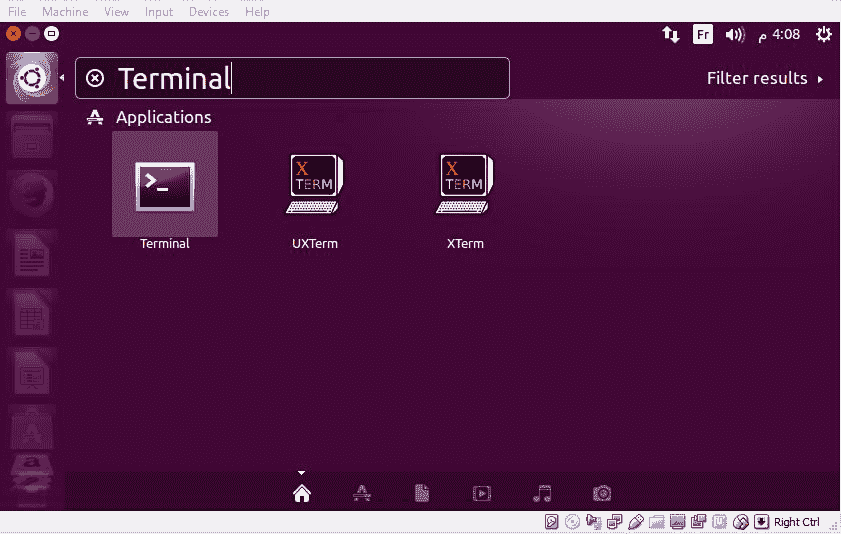 File Machine View Input Devices Help
Fr م 4:08
Terminal
Filter results
Applications
X TERM X TERM
Terminal UXTerm XTerm
Right Ctrl